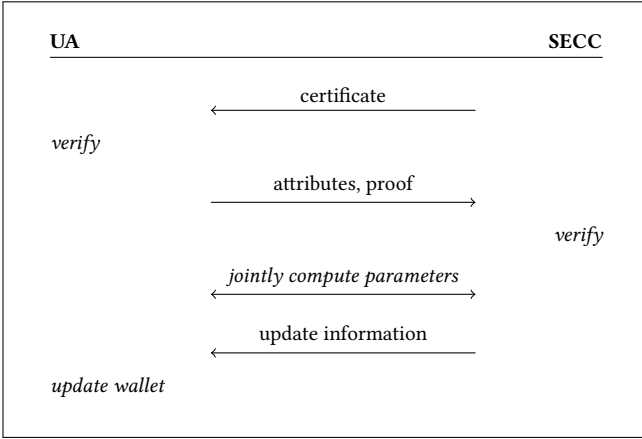 UA SECC
certificate
verify
attributes, proof
verify
jointly compute parameters
update information
update wallet